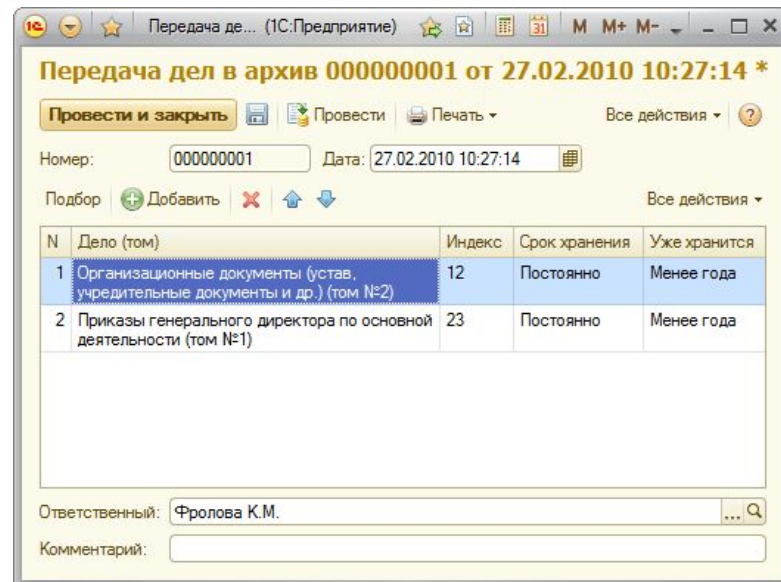 1С Передача де... (1С:Предприятие) 31 M M+ M-
Передача дел в архив 000000001 от 27.02.2010 10:27:14 *
Провести и закрыть Провести Печать Все действия ?
Номер: 000000001 Дата: 27.02.2010 10:27:14
Подбор Добавить Все действия
N Дело (том) Индекс Срок хранения Уже хранится
1 Организационные документы (устав, 12 Постоянно Менее года
учредительные документы и др.) (том №2)
2 Приказы генерального директора по основной 23 Постоянно Менее года
деятельности (том №1)
Ответственный: Фролова К.М. ...
Комментарий: